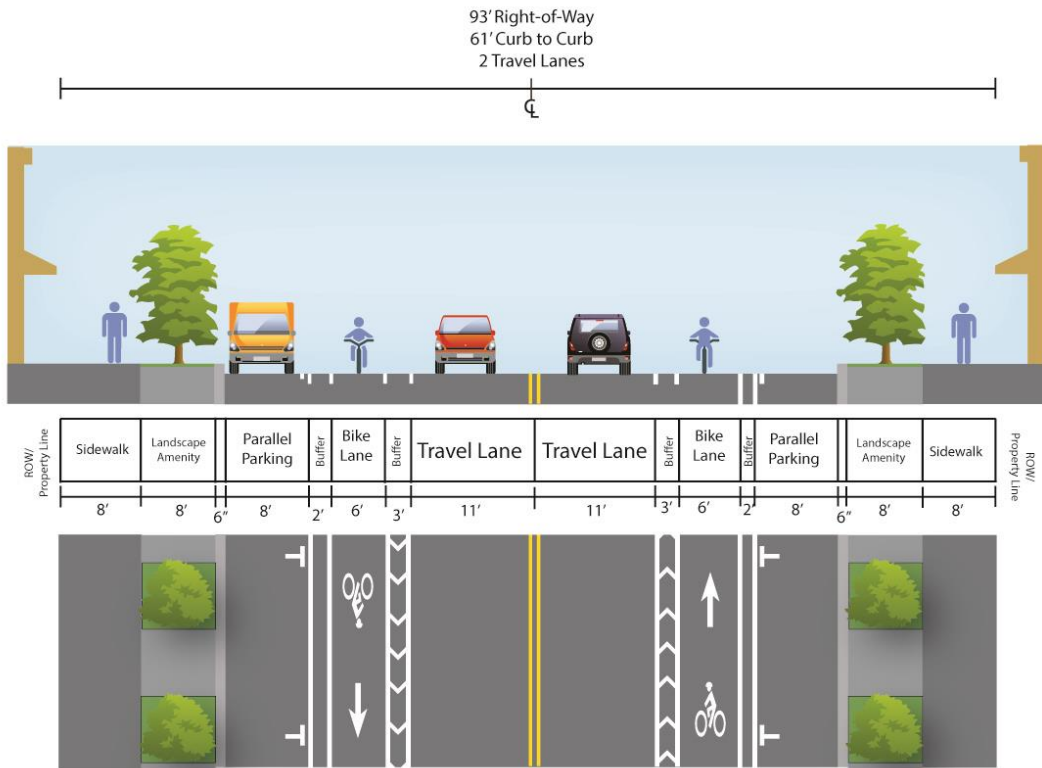 93' Right-of-Way
61' Curb to Curb
2 Travel Lanes
℄
ROW/
Property Line
Sidewalk
Landscape
Amenity
Parallel
Parking
Buffer
Bike
Lane
Buffer
Travel Lane
Travel Lane
Buffer
Bike
Lane
Buffer
Parallel
Parking
Landscape
Amenity
Sidewalk
ROW/
Property Line
8' 8' 6" 8' 2' 6' 3' 11' 11' 3' 6' 2' 8' 6" 8' 8'